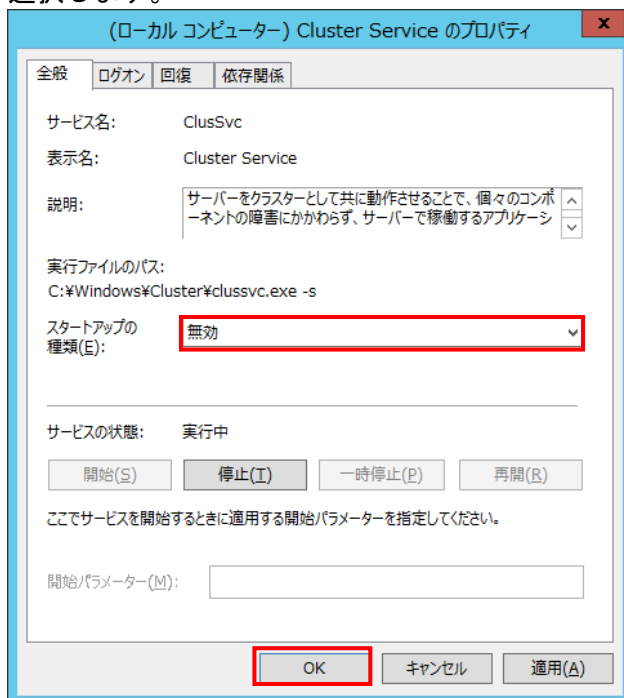 選択します。
(ローカル コンピューター) Cluster Service のプロパティ
x
全般 ログオン 回復 依存関係
サービス名: ClusSvc
表示名: Cluster Service
説明: サーバーをクラスターとして共に動作させることで、個々のコンポ
ーネントの障害にかかわらず、サーバーで稼働するアプリケーシ
実行ファイルのパス:
C:¥Windows¥Cluster¥clussvc.exe -s
スタートアップの
種類(E): 無効
サービスの状態: 実行中
開始(S) 停止(T) 一時停止(P) 再開(R)
ここでサービスを開始するときに適用する開始パラメーターを指定してください。
開始パラメーター(M):
OK キャンセル 適用(A)